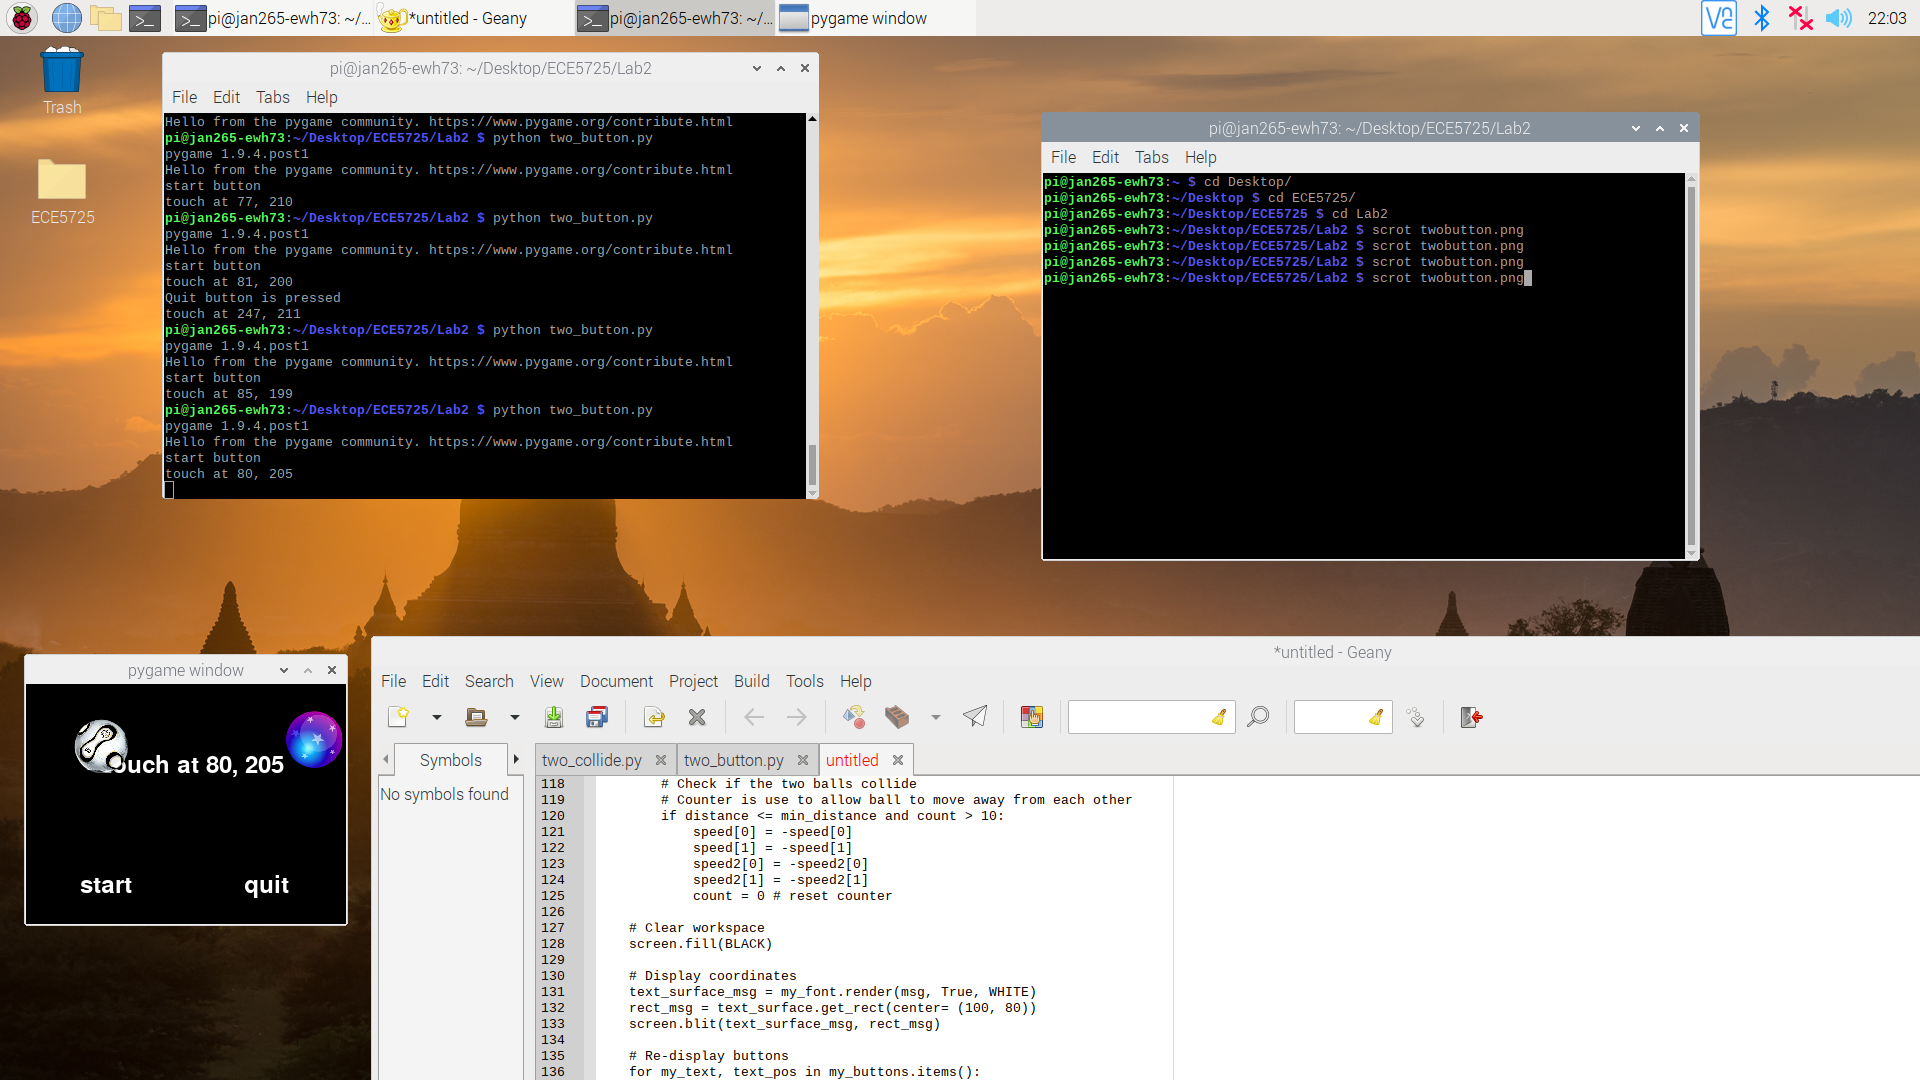 pi@jan265-ewh73: ~/...
*untitled - Geany
pi@jan265-ewh73: ~/...
pygame window
22:03
Trash
ECE5725
pi@jan265-ewh73: ~/Desktop/ECE5725/Lab2
File Edit Tabs Help
Hello from the pygame community. https://www.pygame.org/contribute.html
pi@jan265-ewh73:~/Desktop/ECE5725/Lab2 $ python two_button.py
pygame 1.9.4.post1
Hello from the pygame community. https://www.pygame.org/contribute.html
start button
touch at 77, 210
pi@jan265-ewh73:~/Desktop/ECE5725/Lab2 $ python two_button.py
pygame 1.9.4.post1
Hello from the pygame community. https://www.pygame.org/contribute.html
start button
touch at 81, 200
Quit button is pressed
touch at 247, 211
pi@jan265-ewh73:~/Desktop/ECE5725/Lab2 $ python two_button.py
pygame 1.9.4.post1
Hello from the pygame community. https://www.pygame.org/contribute.html
start button
touch at 85, 199
pi@jan265-ewh73:~/Desktop/ECE5725/Lab2 $ python two_button.py
pygame 1.9.4.post1
Hello from the pygame community. https://www.pygame.org/contribute.html
start button
touch at 80, 205
pi@jan265-ewh73: ~/Desktop/ECE5725/Lab2
File Edit Tabs Help
pi@jan265-ewh73:~ $ cd Desktop/
pi@jan265-ewh73:~/Desktop $ cd ECE5725/
pi@jan265-ewh73:~/Desktop/ECE5725 $ cd Lab2
pi@jan265-ewh73:~/Desktop/ECE5725/Lab2 $ scrot twobutton.png
pi@jan265-ewh73:~/Desktop/ECE5725/Lab2 $ scrot twobutton.png
pi@jan265-ewh73:~/Desktop/ECE5725/Lab2 $ scrot twobutton.png
pi@jan265-ewh73:~/Desktop/ECE5725/Lab2 $ scrot twobutton.png
pygame window
ouch at 80, 205
start quit
*untitled - Geany
File Edit Search View Document Project Build Tools Help
Symbols
No symbols found
two_collide.py two_button.py untitled
118 # Check if the two balls collide
119 # Counter is use to allow ball to move away from each other
120 if distance <= min_distance and count > 10:
121 speed[0] = -speed[0]
122 speed[1] = -speed[1]
123 speed2[0] = -speed2[0]
124 speed2[1] = -speed2[1]
125 count = 0 # reset counter
126
127 # Clear workspace
128 screen.fill(BLACK)
129
130 # Display coordinates
131 text_surface_msg = my_font.render(msg, True, WHITE)
132 rect_msg = text_surface.get_rect(center= (100, 80))
133 screen.blit(text_surface_msg, rect_msg)
134
135 # Re-display buttons
136 for my_text, text_pos in my_buttons.items():